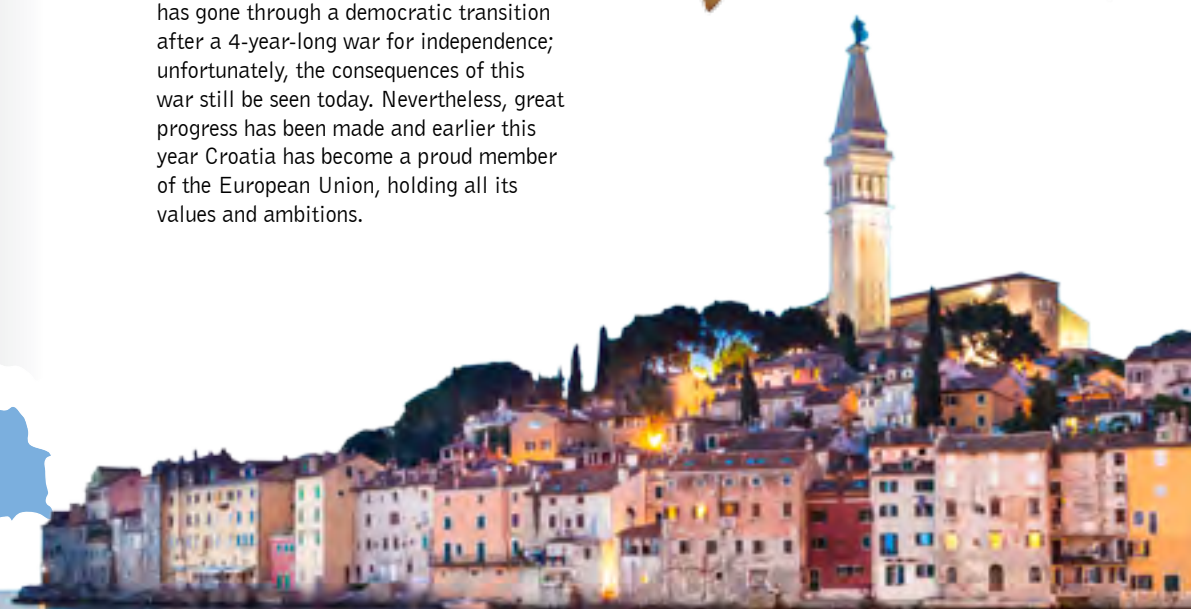 has gone through a democratic transition
after a 4-year-long war for independence;
unfortunately, the consequences of this
war still be seen today. Nevertheless, great
progress has been made and earlier this
year Croatia has become a proud member
of the European Union, holding all its
values and ambitions.